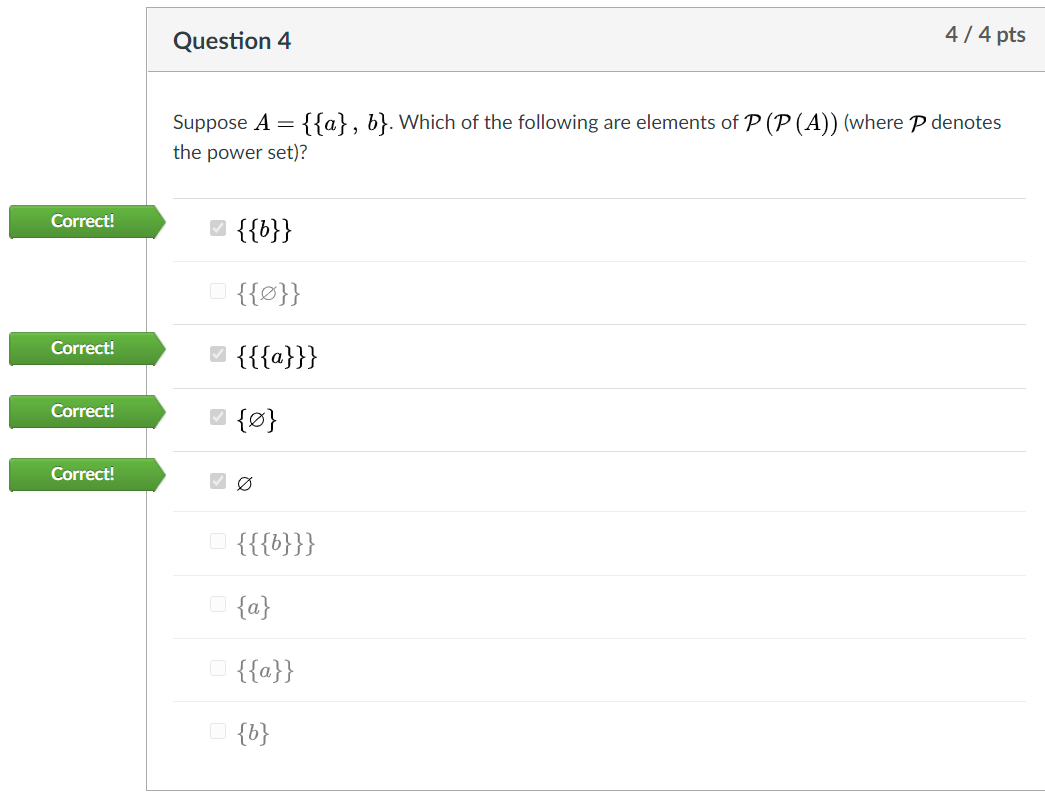 Question 4
4 / 4 pts
Suppose A = {{a}, b}. Which of the following are elements of 𝒫(𝒫(A)) (where 𝒫 denotes
the power set)?
Correct!
{{b}}
{{∅}}
Correct!
{{{a}}}
Correct!
{∅}
Correct!
∅
{{{b}}}
{a}
{{a}}
{b}